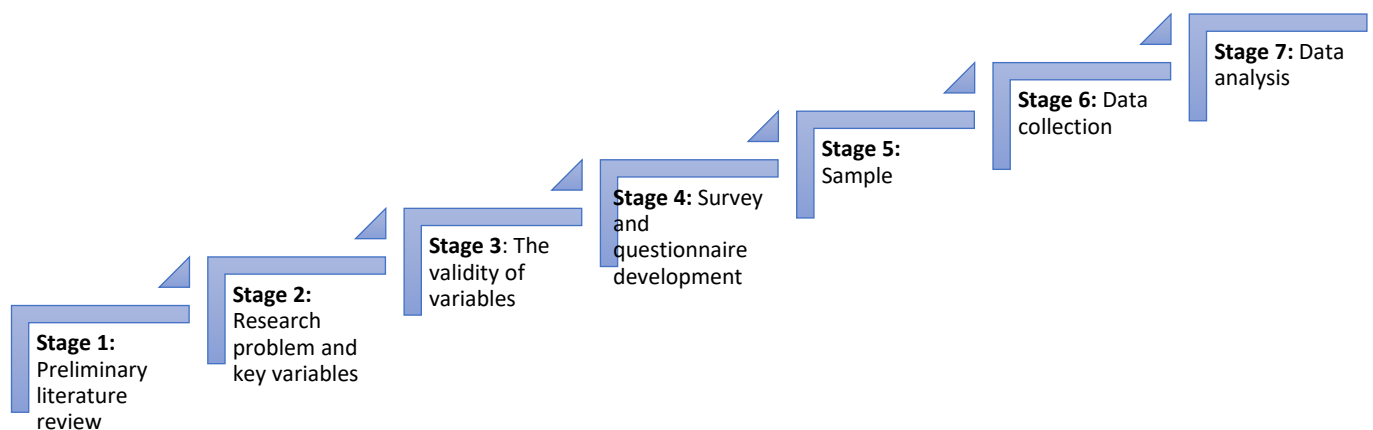 Stage 1:
Preliminary
literature
review
Stage 2:
Research
problem and
key variables
Stage 3: The
validity of
variables
Stage 4: Survey
and
questionnaire
development
Stage 5:
Sample
Stage 6: Data
collection
Stage 7: Data
analysis